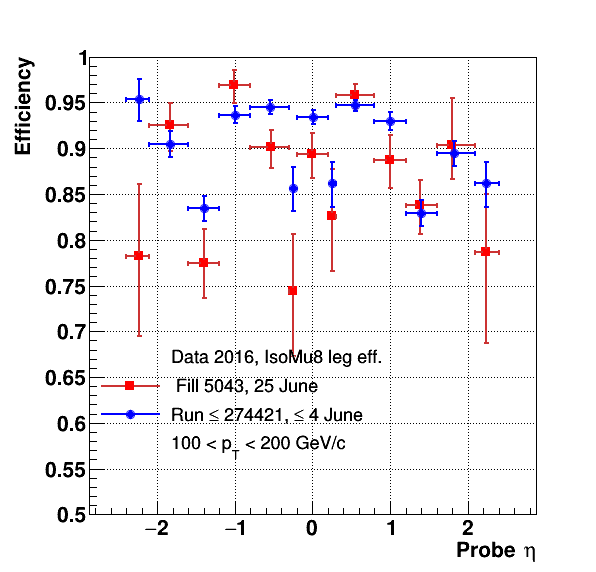 Efficiency
1
0.95
0.9
0.85
0.8
0.75
0.7
0.65
0.6
0.55
0.5
Data 2016, IsoMu8 leg eff.
Fill 5043, 25 June
Run ≤ 274421, ≤ 4 June
100 < p_T < 200 GeV/c
−2 −1 0 1 2
Probe η